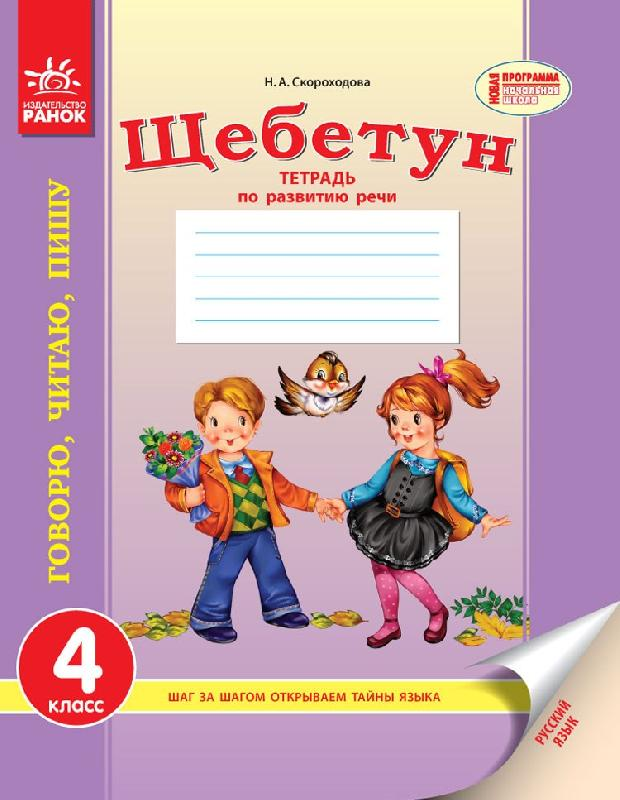 Н. А. Скороходова
ИЗДАТЕЛЬСТВО
РАНОК
НОВАЯ
ПРОГРАММА
начальная
школа
Щебетун
ТЕТРАДЬ
по развитию речи
ГОВОРЮ, ЧИТАЮ, ПИШУ
4
КЛАСС
ШАГ ЗА ШАГОМ ОТКРЫВАЕМ ТАЙНЫ ЯЗЫКА
РУССКИЙ
ЯЗЫК